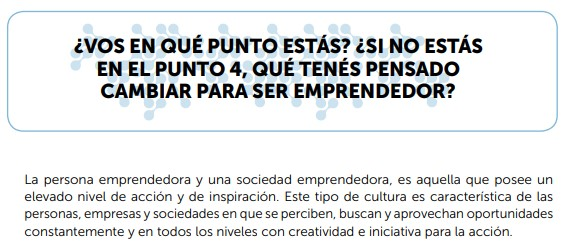 ¿VOS EN QUÉ PUNTO ESTÁS? ¿SI NO ESTÁS
EN EL PUNTO 4, QUÉ TENÉS PENSADO
CAMBIAR PARA SER EMPRENDEDOR?
La persona emprendedora y una sociedad emprendedora, es aquella que posee un
elevado nivel de acción y de inspiración. Este tipo de cultura es característica de las
personas, empresas y sociedades en que se perciben, buscan y aprovechan oportunidades
constantemente y en todos los niveles con creatividad e iniciativa para la acción.